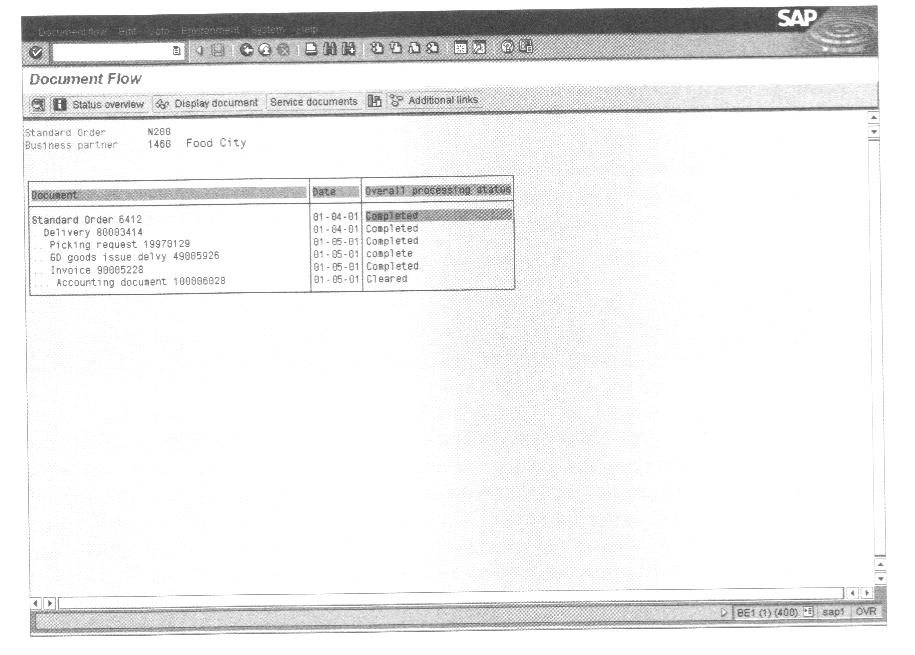 SAP
Documentflow Edit Goto Environment System Help
Document Flow
Status overview Display document Service documents Additional links
Standard Order N200
Business partner 1460 Food City
Document Date Overall processing status
Standard Order 6412 01-04-01 Completed
. Delivery 80003414 01-04-01 Completed
.. Picking request 19970129 01-05-01 Completed
.. GD goods issue:delvy 49005926 01-05-01 complete
.. Invoice 90005228 01-05-01 Completed
... Accounting document 100006028 01-05-01 Cleared
BE1 (1) (400) sap1 OVR